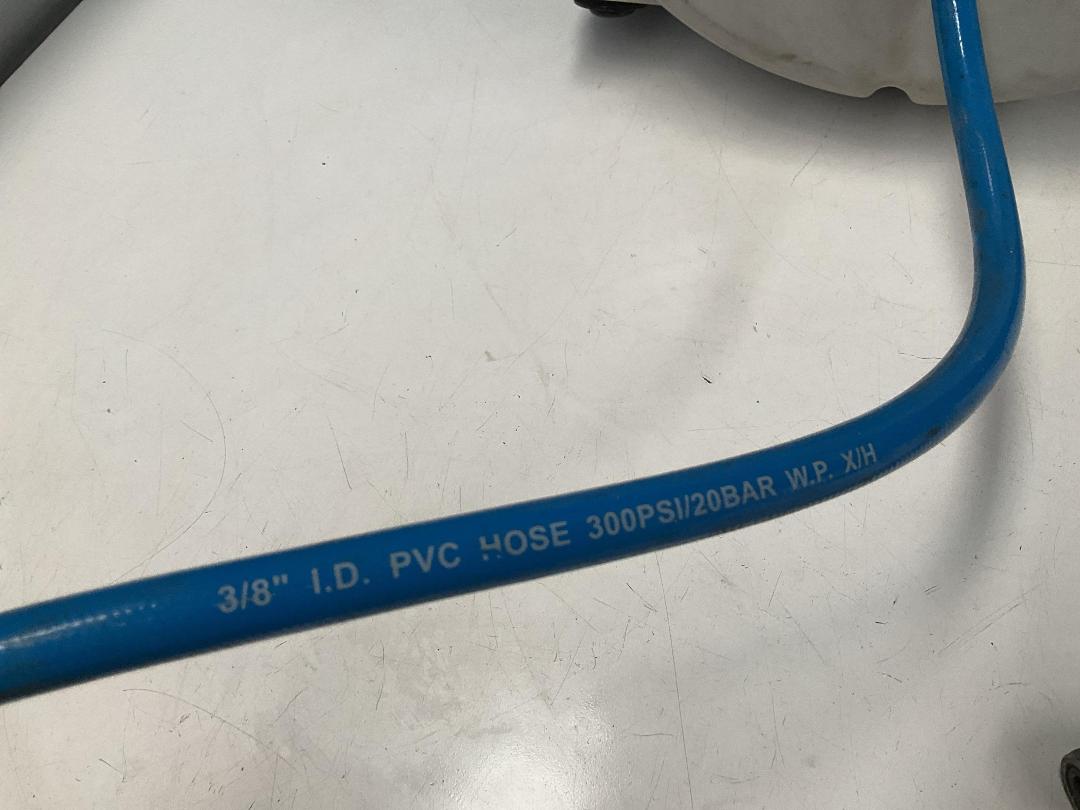 3/8" I.D. PVC HOSE 300PSI/20BAR W.P. X/H